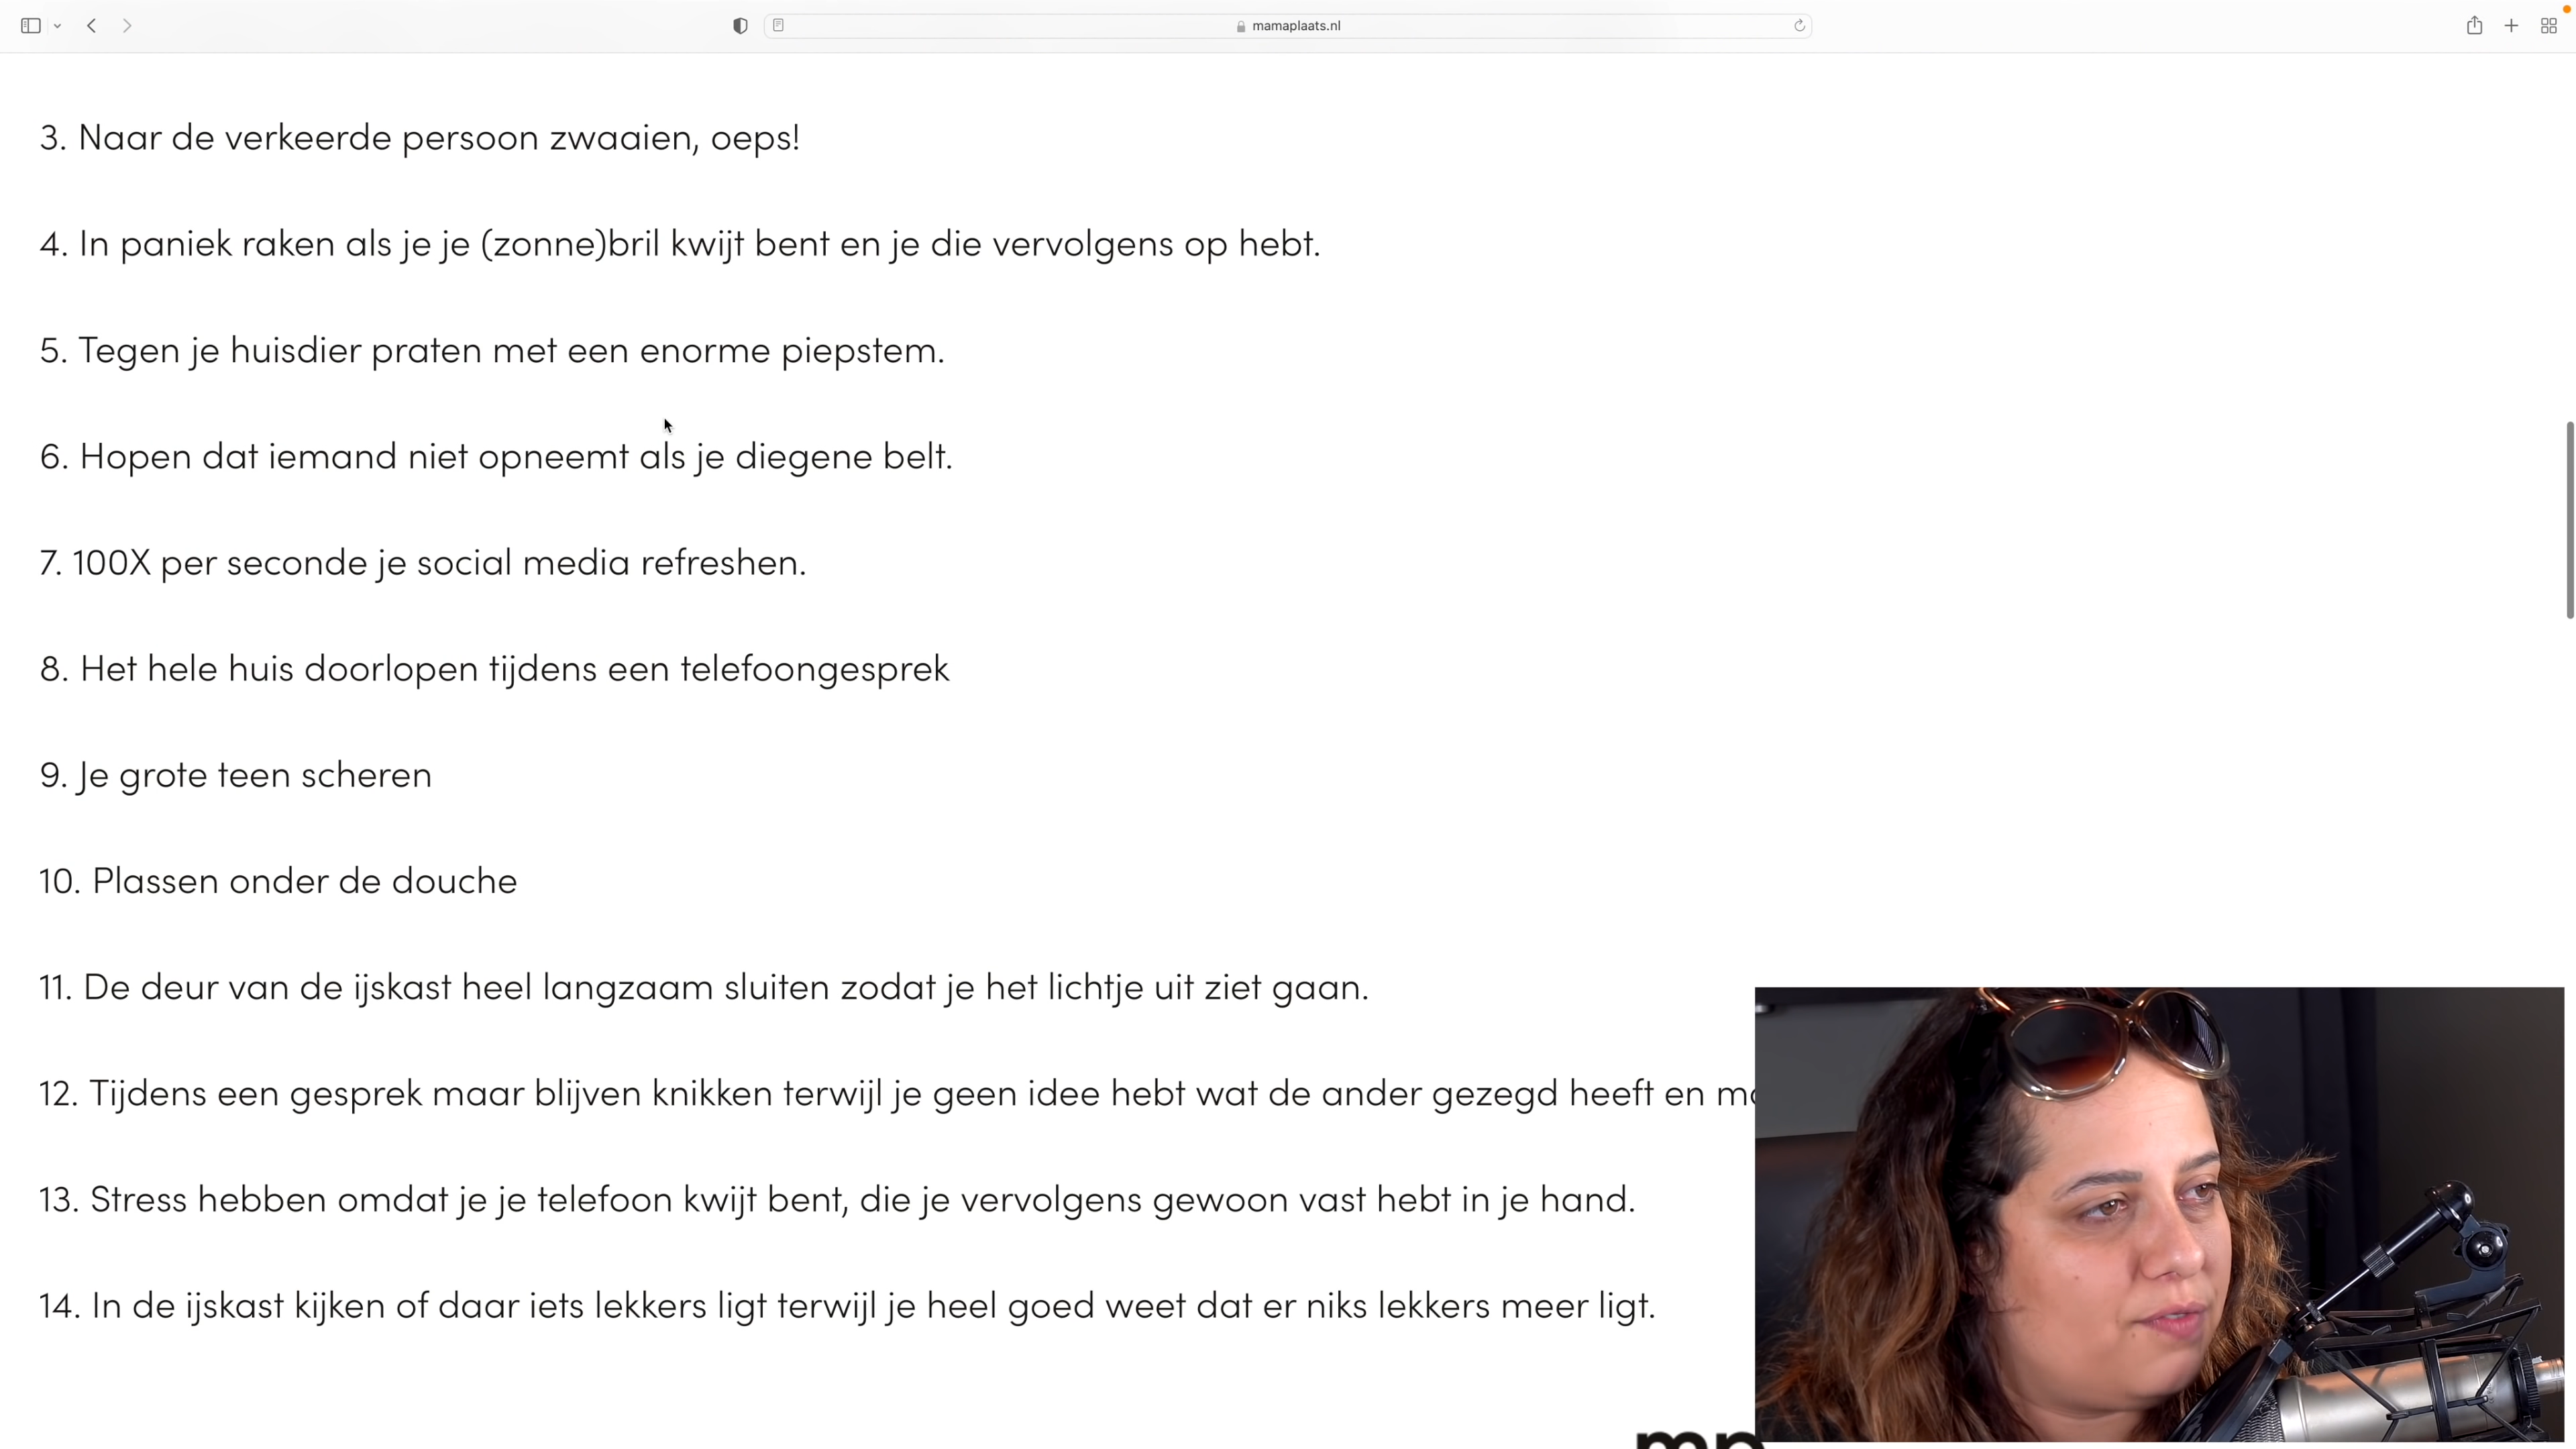 mamaplaats.nl
3. Naar de verkeerde persoon zwaaien, oeps!
4. In paniek raken als je je (zonne)bril kwijt bent en je die vervolgens op hebt.
5. Tegen je huisdier praten met een enorme piepstem.
6. Hopen dat iemand niet opneemt als je diegene belt.
7. 100X per seconde je social media refreshen.
8. Het hele huis doorlopen tijdens een telefoongesprek
9. Je grote teen scheren
10. Plassen onder de douche
11. De deur van de ijskast heel langzaam sluiten zodat je het lichtje uit ziet gaan.
12. Tijdens een gesprek maar blijven knikken terwijl je geen idee hebt wat de ander gezegd heeft en
13. Stress hebben omdat je je telefoon kwijt bent, die je vervolgens gewoon vast hebt in je hand.
14. In de ijskast kijken of daar iets lekkers ligt terwijl je heel goed weet dat er niks lekkers meer ligt.